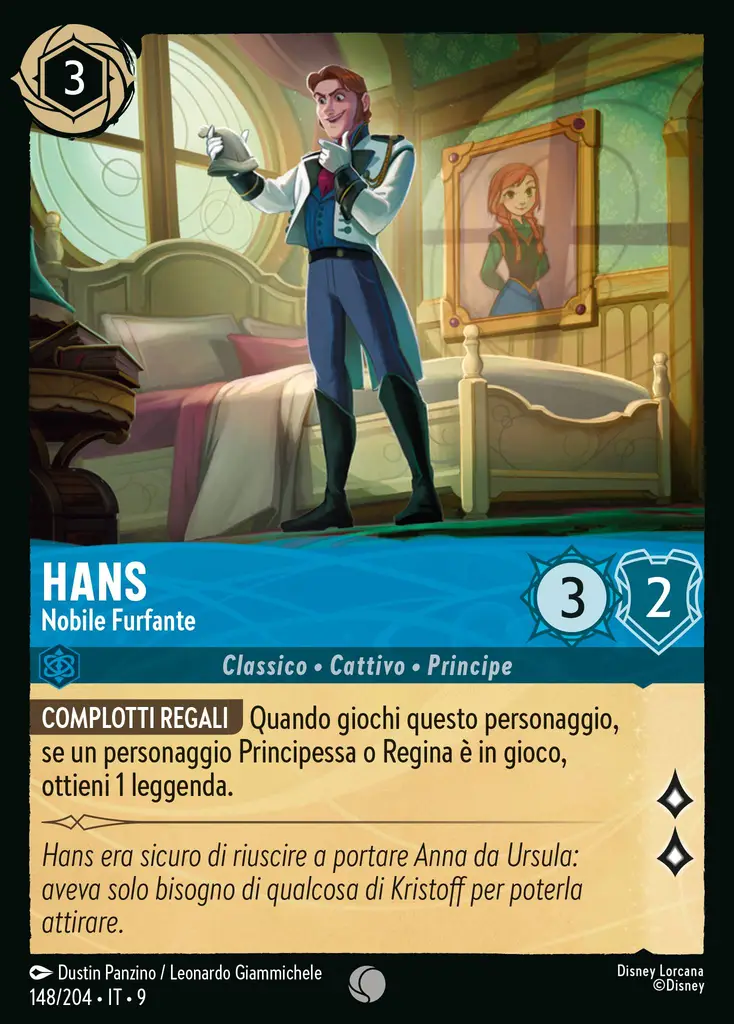 3
HANS
Nobile Furfante
3
2
Classico • Cattivo • Principe
COMPLOTTI REGALI Quando giochi questo personaggio,
se un personaggio Principessa o Regina è in gioco,
ottieni 1 leggenda.
Hans era sicuro di riuscire a portare Anna da Ursula:
aveva solo bisogno di qualcosa di Kristoff per poterla
attirare.
Dustin Panzino / Leonardo Giammichele
148/204 • IT • 9
Disney Lorcana
©Disney